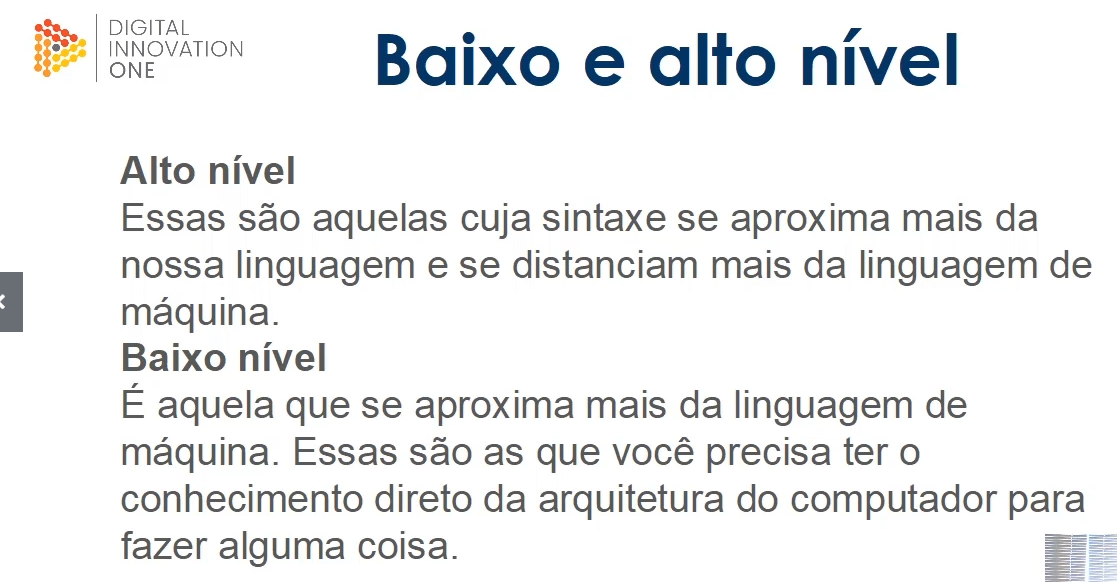 DIGITAL
INNOVATION
ONE
Baixo e alto nível
Alto nível
Essas são aquelas cuja sintaxe se aproxima mais da
nossa linguagem e se distanciam mais da linguagem de
máquina.
Baixo nível
É aquela que se aproxima mais da linguagem de
máquina. Essas são as que você precisa ter o
conhecimento direto da arquitetura do computador para
fazer alguma coisa.